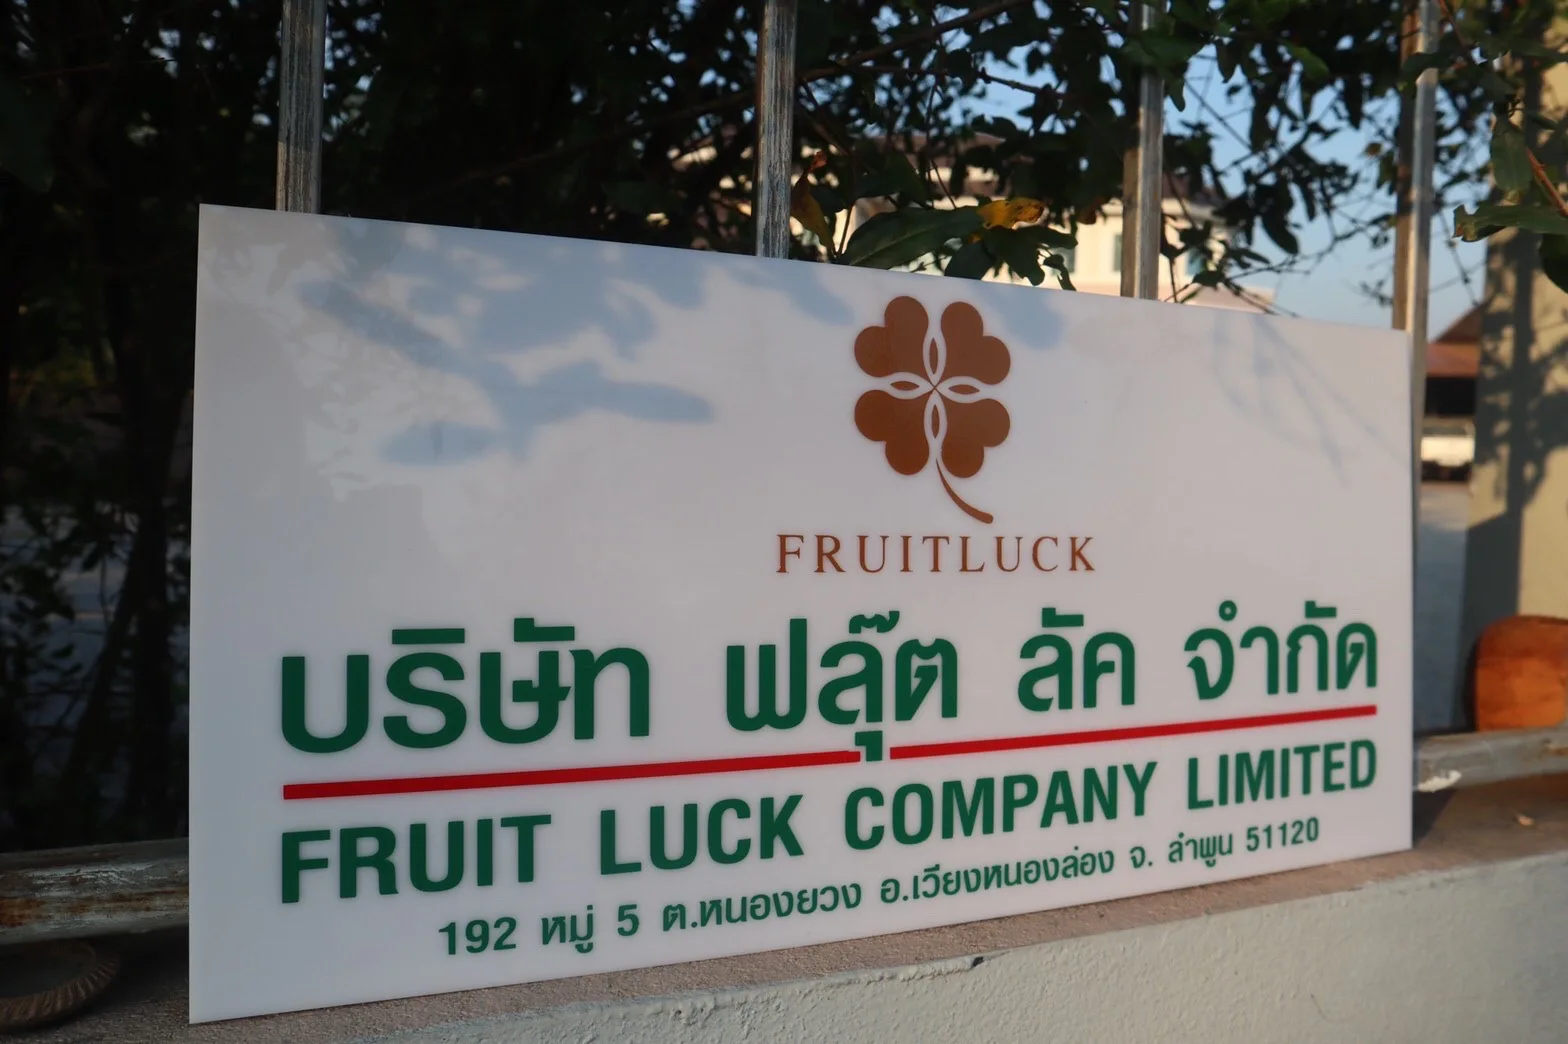 FRUITLUCK
บริษัท ฟลุ๊ต ลัค จำกัด
FRUIT LUCK COMPANY LIMITED
192 หมู่ 5 ต.หนองยวง อ.เวียงหนองล่อง จ. ลำพูน 51120